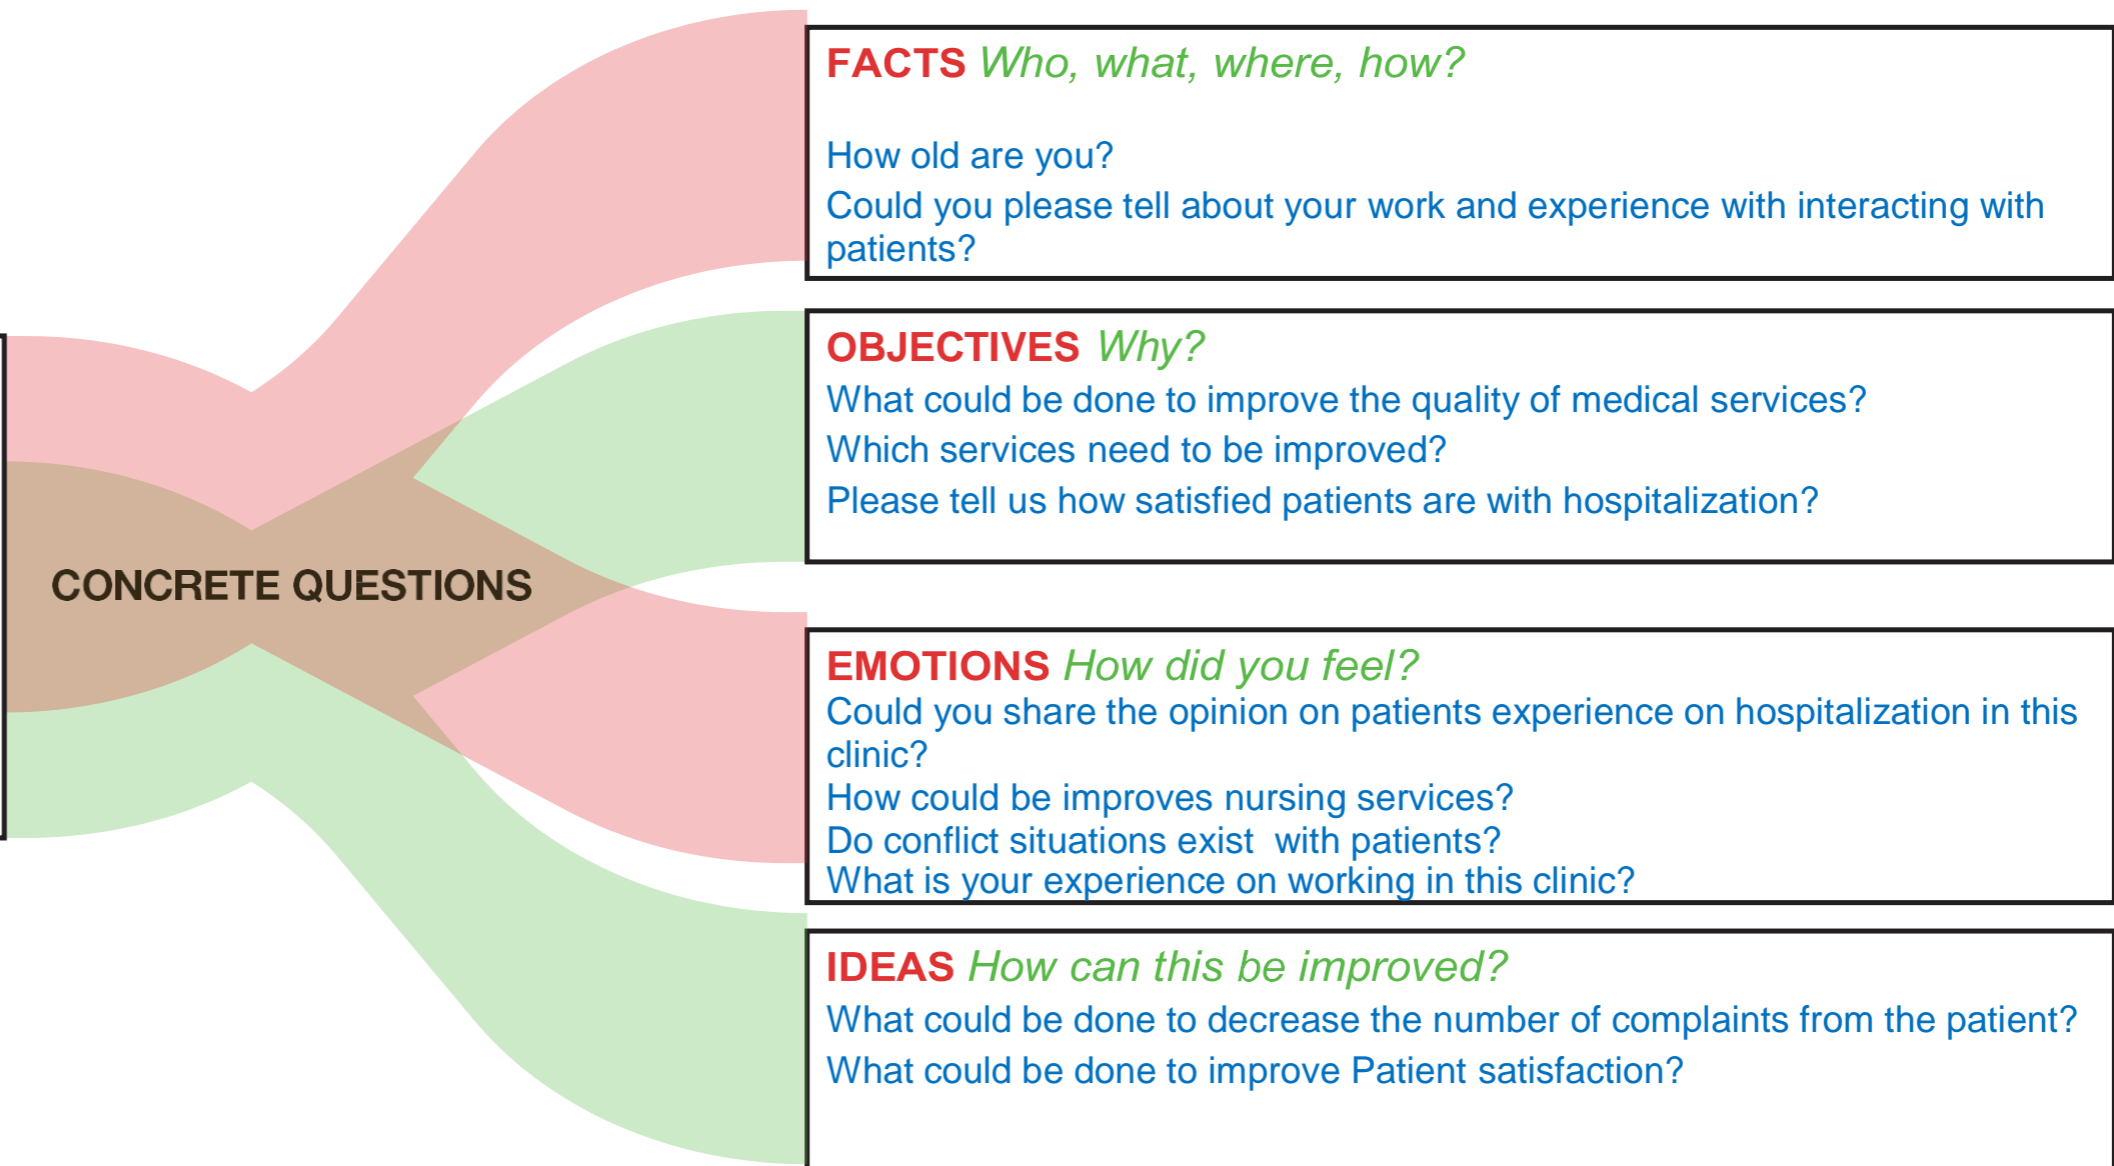 FACTS Who, what, where, how?
How old are you?
Could you please tell about your work and experience with interacting with
patients?
OBJECTIVES Why?
What could be done to improve the quality of medical services?
Which services need to be improved?
Please tell us how satisfied patients are with hospitalization?
CONCRETE QUESTIONS
EMOTIONS How did you feel?
Could you share the opinion on patients experience on hospitalization in this
clinic?
How could be improves nursing services?
Do conflict situations exist  with patients?
What is your experience on working in this clinic?
IDEAS How can this be improved?
What could be done to decrease the number of complaints from the patient?
What could be done to improve Patient satisfaction?